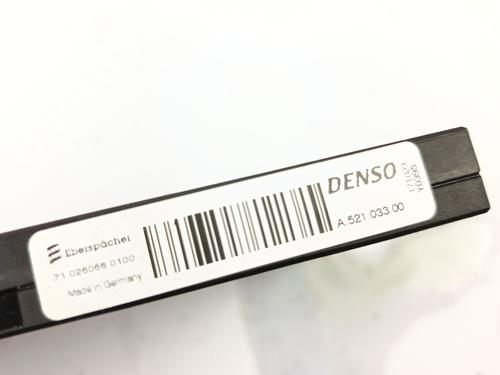 Eberspächer
71.026066.0100
Made in Germany
DENSO
A.521.033.00